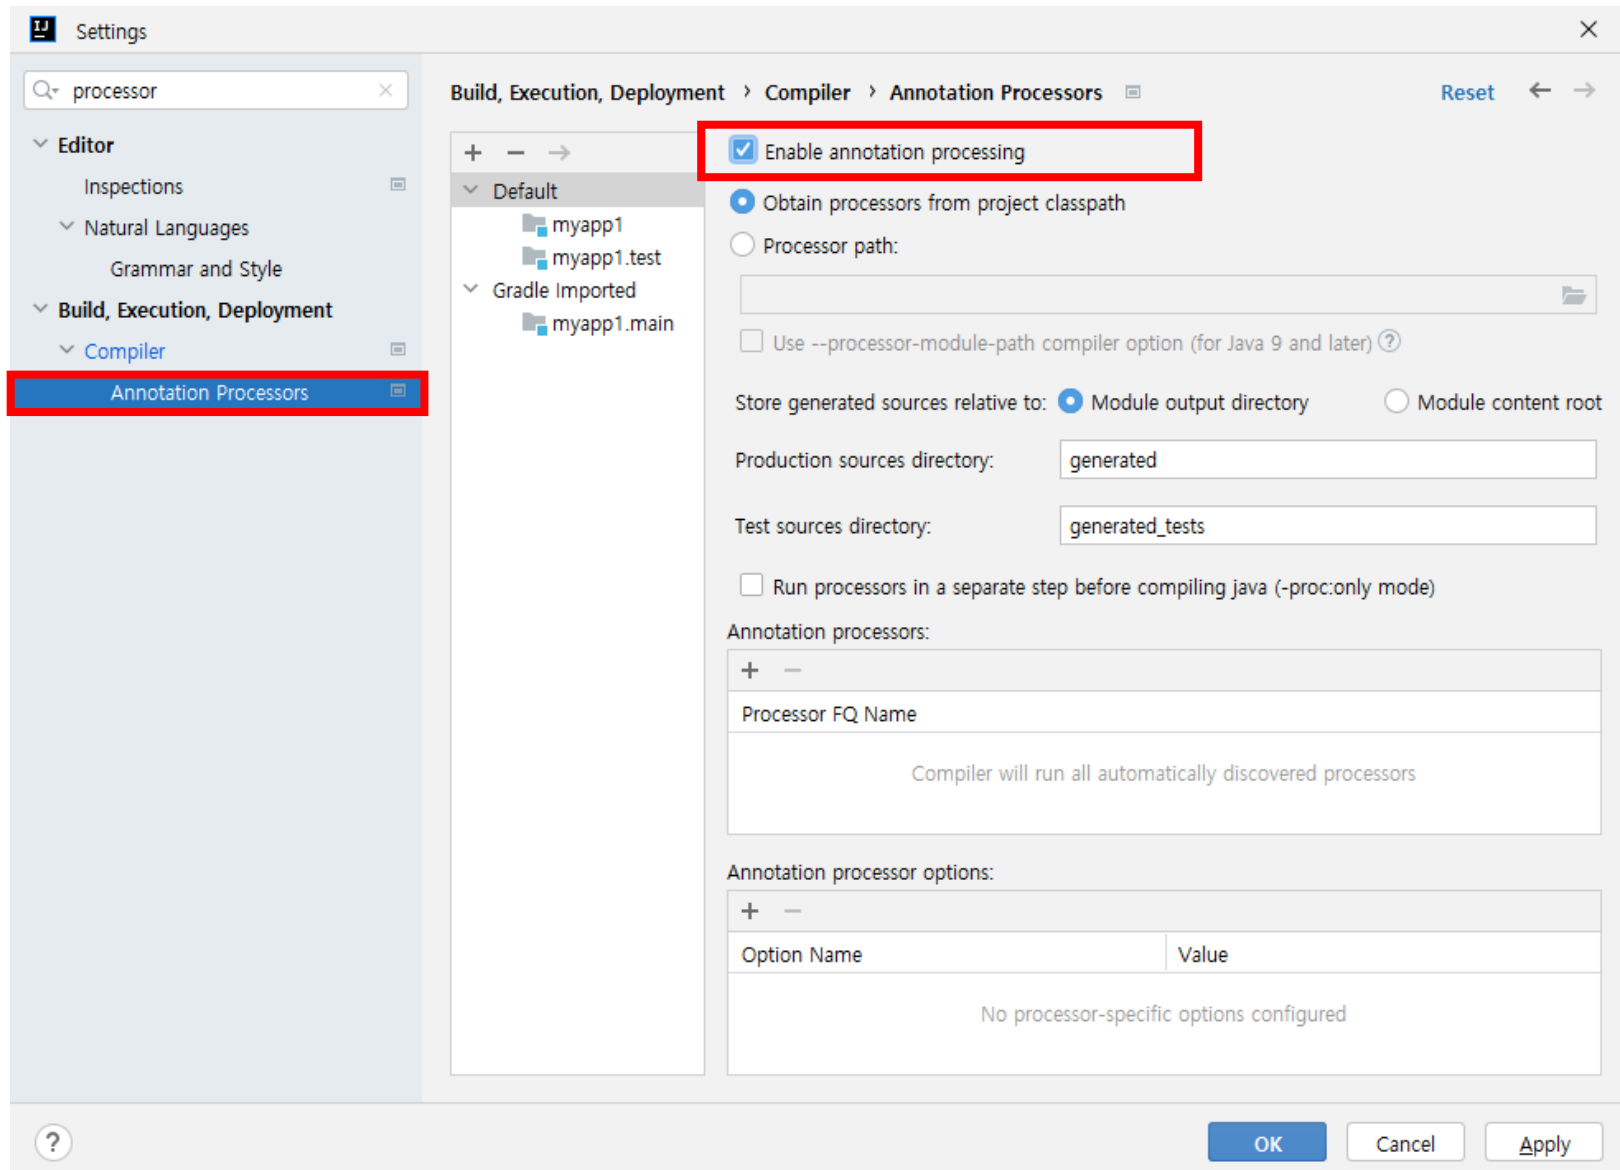 IJ
Settings
processor
Editor
Inspections
Natural Languages
Grammar and Style
Build, Execution, Deployment
Compiler
Annotation Processors
Build, Execution, Deployment › Compiler › Annotation Processors
Reset
Default
myapp1
myapp1.test
Gradle Imported
myapp1.main
Enable annotation processing
Obtain processors from project classpath
Processor path:
Use --processor-module-path compiler option (for Java 9 and later) ?
Store generated sources relative to: Module output directory Module content root
Production sources directory: generated
Test sources directory: generated_tests
Run processors in a separate step before compiling java (-proc:only mode)
Annotation processors:
+ −
Processor FQ Name
Compiler will run all automatically discovered processors
Annotation processor options:
+ −
Option Name Value
No processor-specific options configured
?
OK Cancel Apply